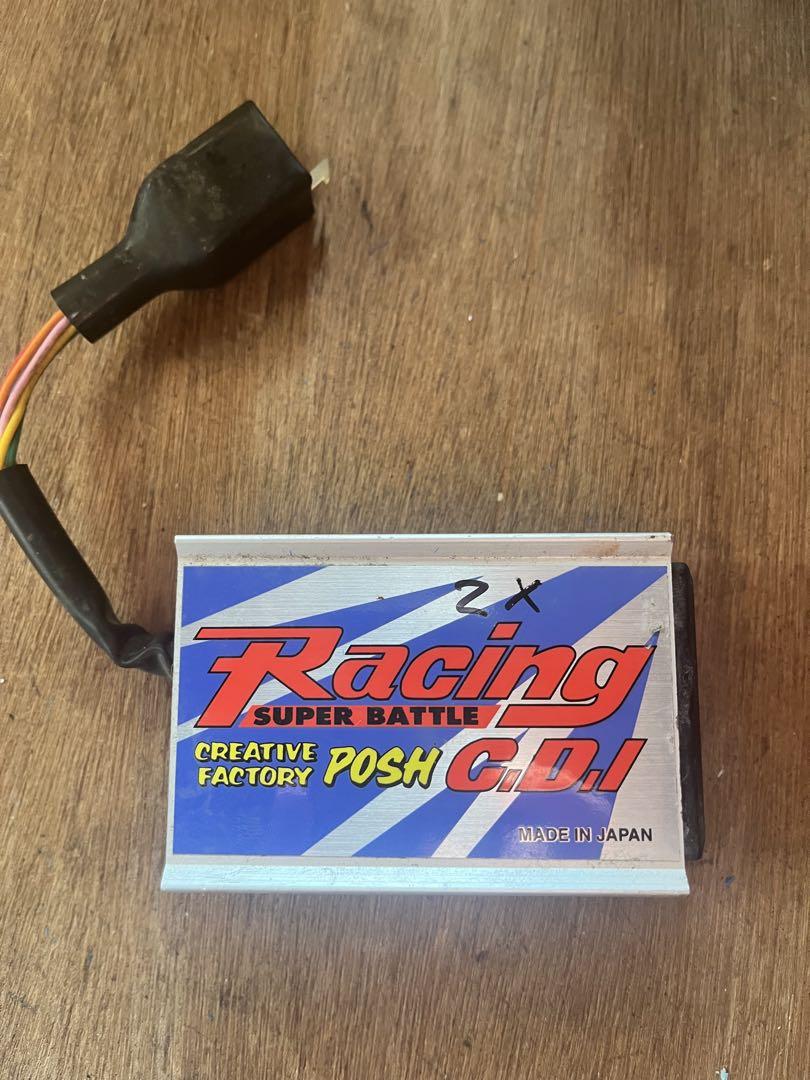 2X
Racing
SUPER BATTLE
CREATIVE FACTORY POSH C.D.I
MADE IN JAPAN